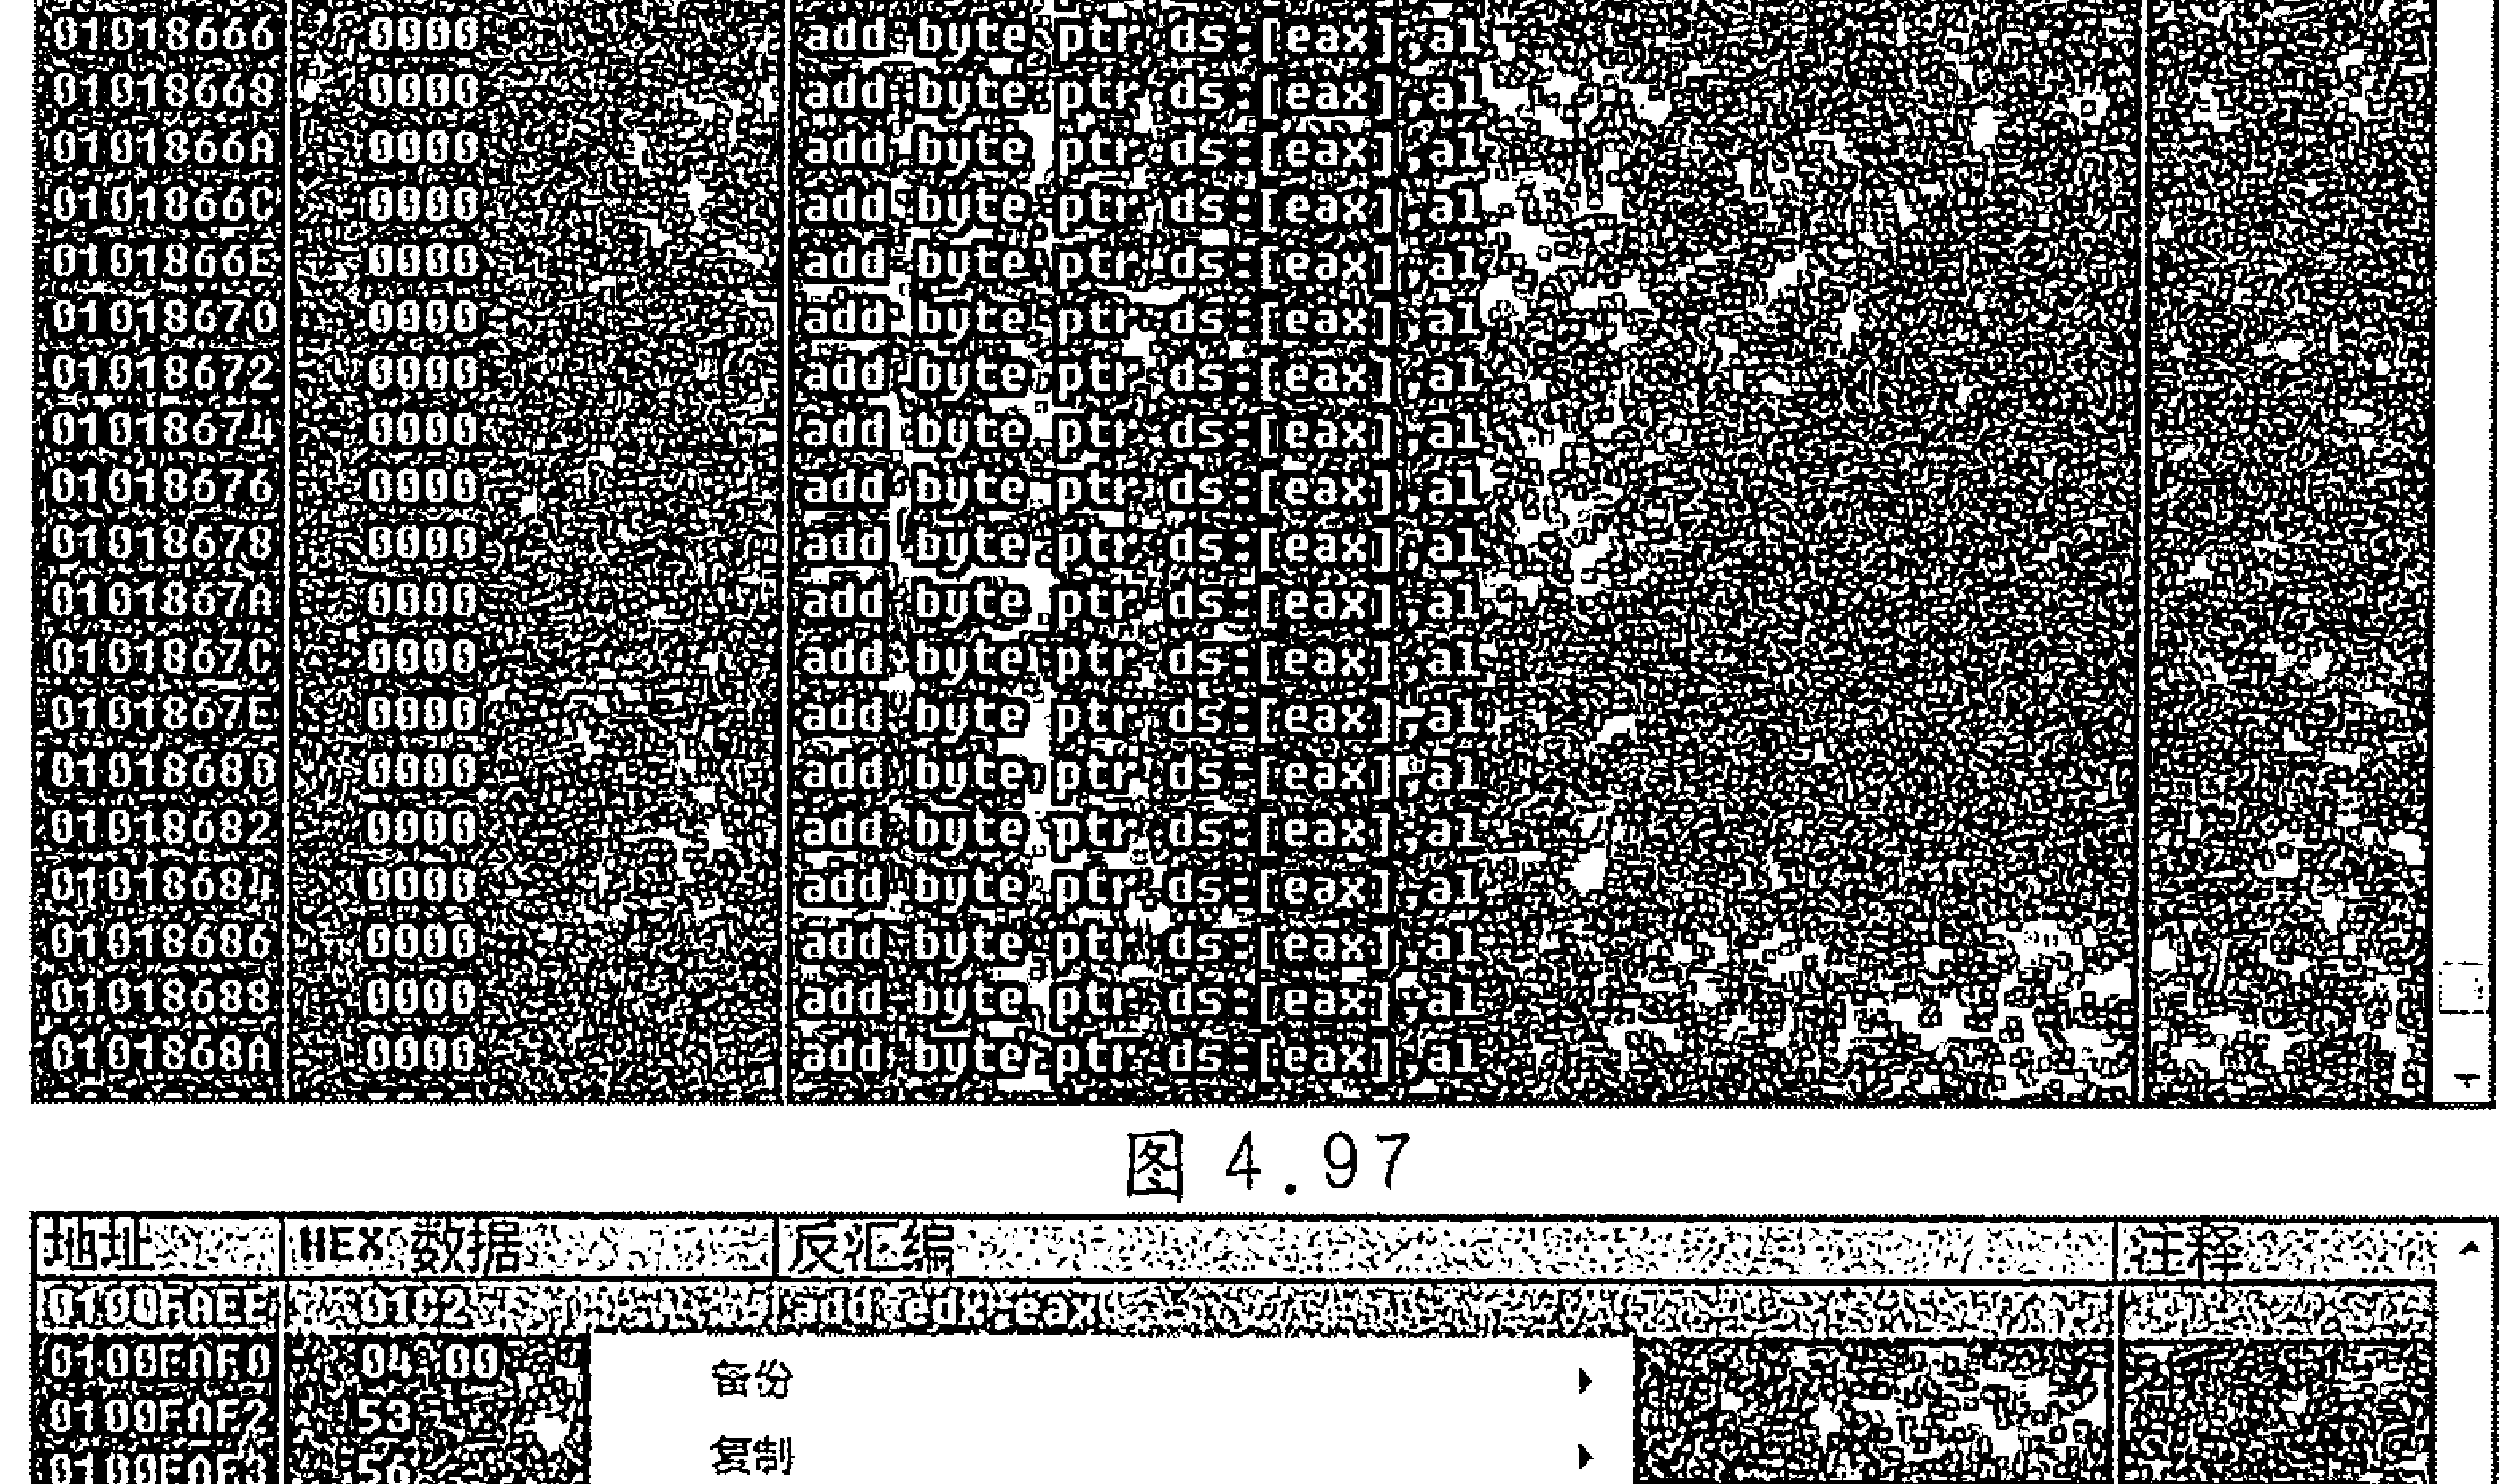 01018666 0000 add byte ptr ds:[eax],al
01018668 0000 add byte ptr ds:[eax],al
0101866A 0000 add byte ptr ds:[eax],al
0101866C 0000 add byte ptr ds:[eax],al
0101866E 0000 add byte ptr ds:[eax],al
01018670 0000 add byte ptr ds:[eax],al
01018672 0000 add byte ptr ds:[eax],al
01018674 0000 add byte ptr ds:[eax],al
01018676 0000 add byte ptr ds:[eax],al
01018678 0000 add byte ptr ds:[eax],al
0101867A 0000 add byte ptr ds:[eax],al
0101867C 0000 add byte ptr ds:[eax],al
0101867E 0000 add byte ptr ds:[eax],al
01018680 0000 add byte ptr ds:[eax],al
01018682 0000 add byte ptr ds:[eax],al
01018684 0000 add byte ptr ds:[eax],al
01018686 0000 add byte ptr ds:[eax],al
01018688 0000 add byte ptr ds:[eax],al
0101868A 0000 add byte ptr ds:[eax],al
图 4.97
地址 HEX 数据 反汇编 注释
0100FAEE 01C2 add edx,eax
0100FAF0 04 00
备份
0100FAF2 53
复制
0100FAF3 56